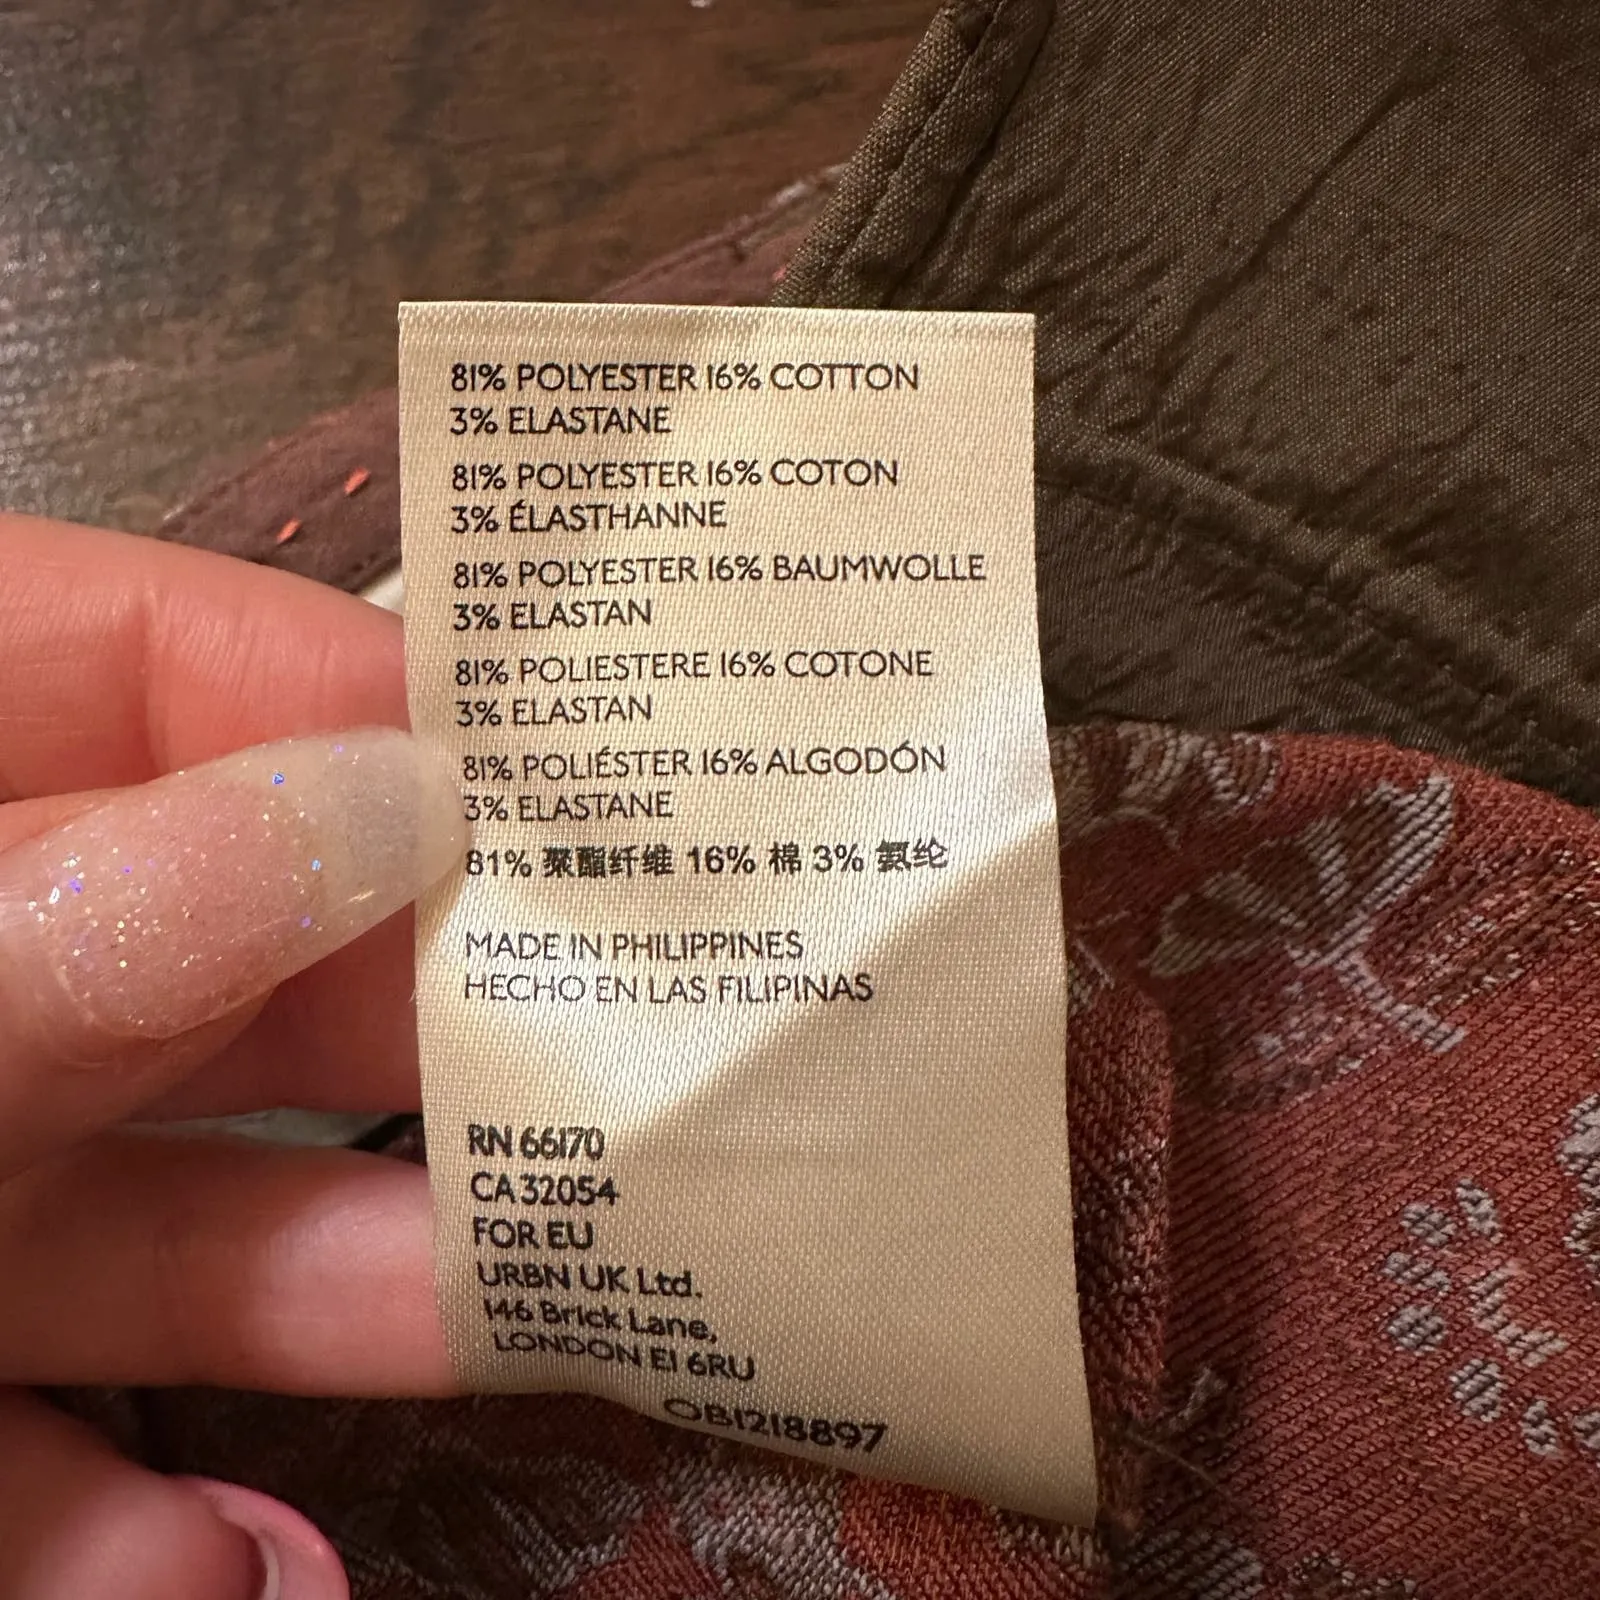 81% POLYESTER 16% COTTON
3% ELASTANE
81% POLYESTER 16% COTON
3% ÉLASTHANNE
81% POLYESTER 16% BAUMWOLLE
3% ELASTAN
81% POLIESTERE 16% COTONE
3% ELASTAN
81% POLIÉSTER 16% ALGODÓN
3% ELASTANE
81% 聚酯纤维 16% 棉 3% 氨纶
MADE IN PHILIPPINES
HECHO EN LAS FILIPINAS
RN 66170
CA 32054
FOR EU
URBN UK Ltd.
146 Brick Lane,
LONDON E1 6RU
OB1218897